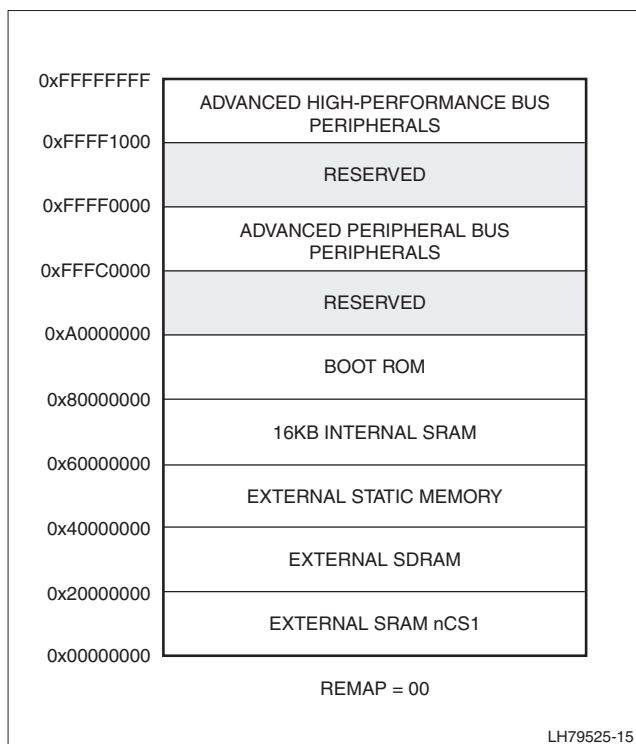 0xFFFFFFFF
ADVANCED HIGH-PERFORMANCE BUS
PERIPHERALS
0xFFFF1000
RESERVED
0xFFFF0000
ADVANCED PERIPHERAL BUS
PERIPHERALS
0xFFFC0000
RESERVED
0xA0000000
BOOT ROM
0x80000000
16KB INTERNAL SRAM
0x60000000
EXTERNAL STATIC MEMORY
0x40000000
EXTERNAL SDRAM
0x20000000
EXTERNAL SRAM nCS1
0x00000000
REMAP = 00
LH79525-15